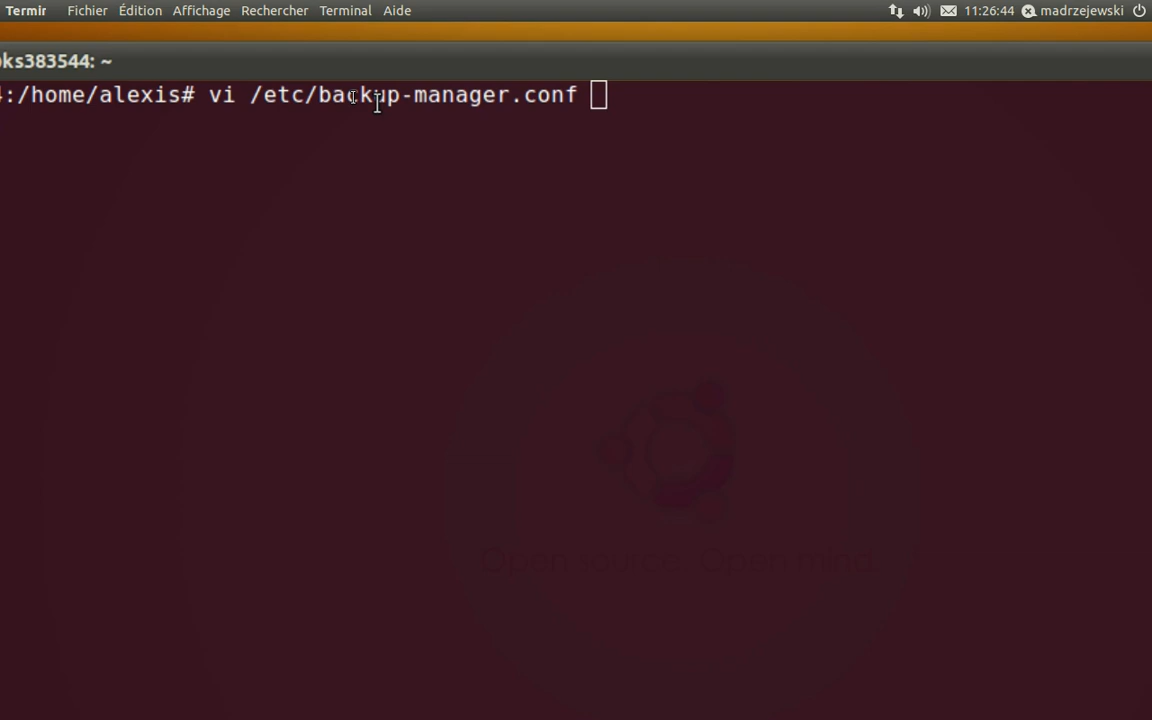 Termir Fichier Édition Affichage Rechercher Terminal Aide 11:26:44 madrzejewski
ks383544: ~
:/home/alexis# vi /etc/backup-manager.conf
Open source. Open mind.